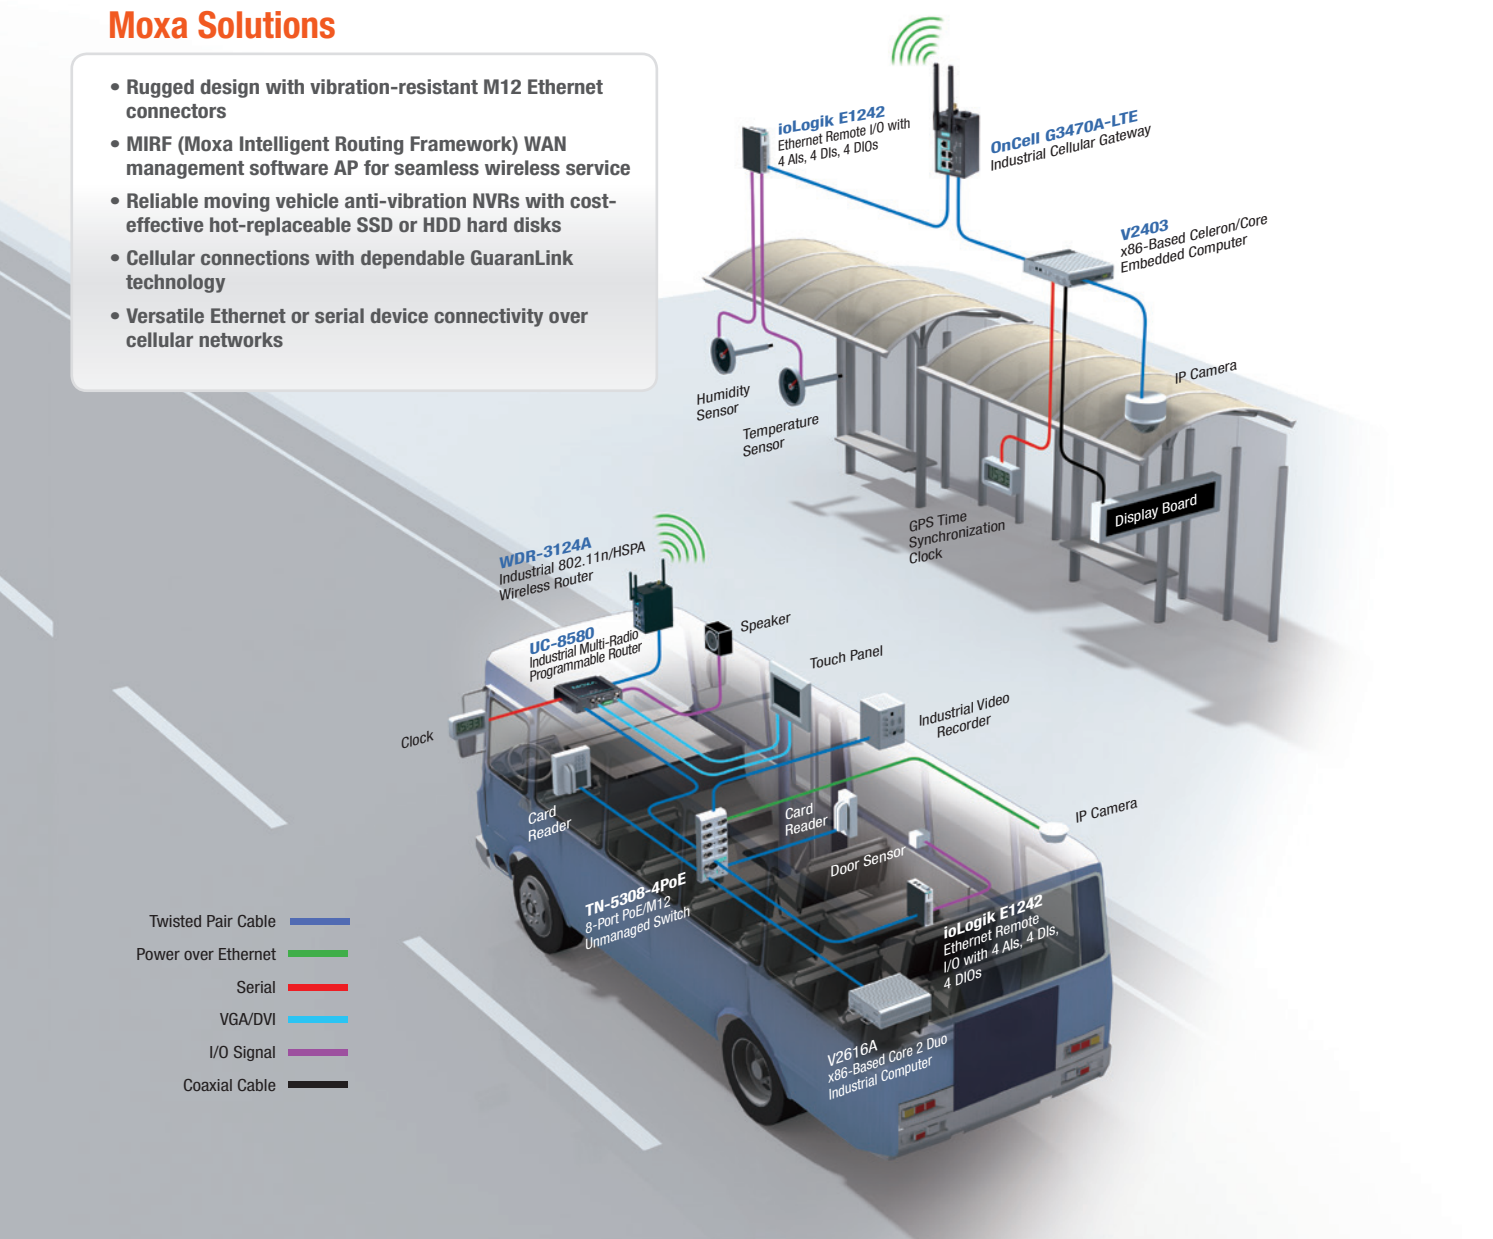 Moxa Solutions
• Rugged design with vibration-resistant M12 Ethernet
connectors
• MIRF (Moxa Intelligent Routing Framework) WAN
management software AP for seamless wireless service
• Reliable moving vehicle anti-vibration NVRs with cost-
effective hot-replaceable SSD or HDD hard disks
• Cellular connections with dependable GuaranLink
technology
• Versatile Ethernet or serial device connectivity over
cellular networks
ioLogik E1242
Ethernet Remote I/O with
4 AIs, 4 DIs, 4 DIOs
OnCell G3470A-LTE
Industrial Cellular Gateway
V2403
x86-Based Celeron/Core
Embedded Computer
IP Camera
Humidity
Sensor
Temperature
Sensor
GPS Time
Synchronization
Clock
Display Board
WDR-3124A
Industrial 802.11n/HSPA
Wireless Router
UC-8580
Industrial Multi-Radio
Programmable Router
Speaker
Touch Panel
Industrial Video
Recorder
Clock
Card
Reader
Card
Reader
IP Camera
Door Sensor
TN-5308-4PoE
8-Port PoE/M12
Unmanaged Switch
ioLogik E1242
Ethernet Remote
I/O with 4 AIs, 4 DIs,
4 DIOs
V2616A
x86-Based Core 2 Duo
Industrial Computer
Twisted Pair Cable
Power over Ethernet
Serial
VGA/DVI
I/O Signal
Coaxial Cable